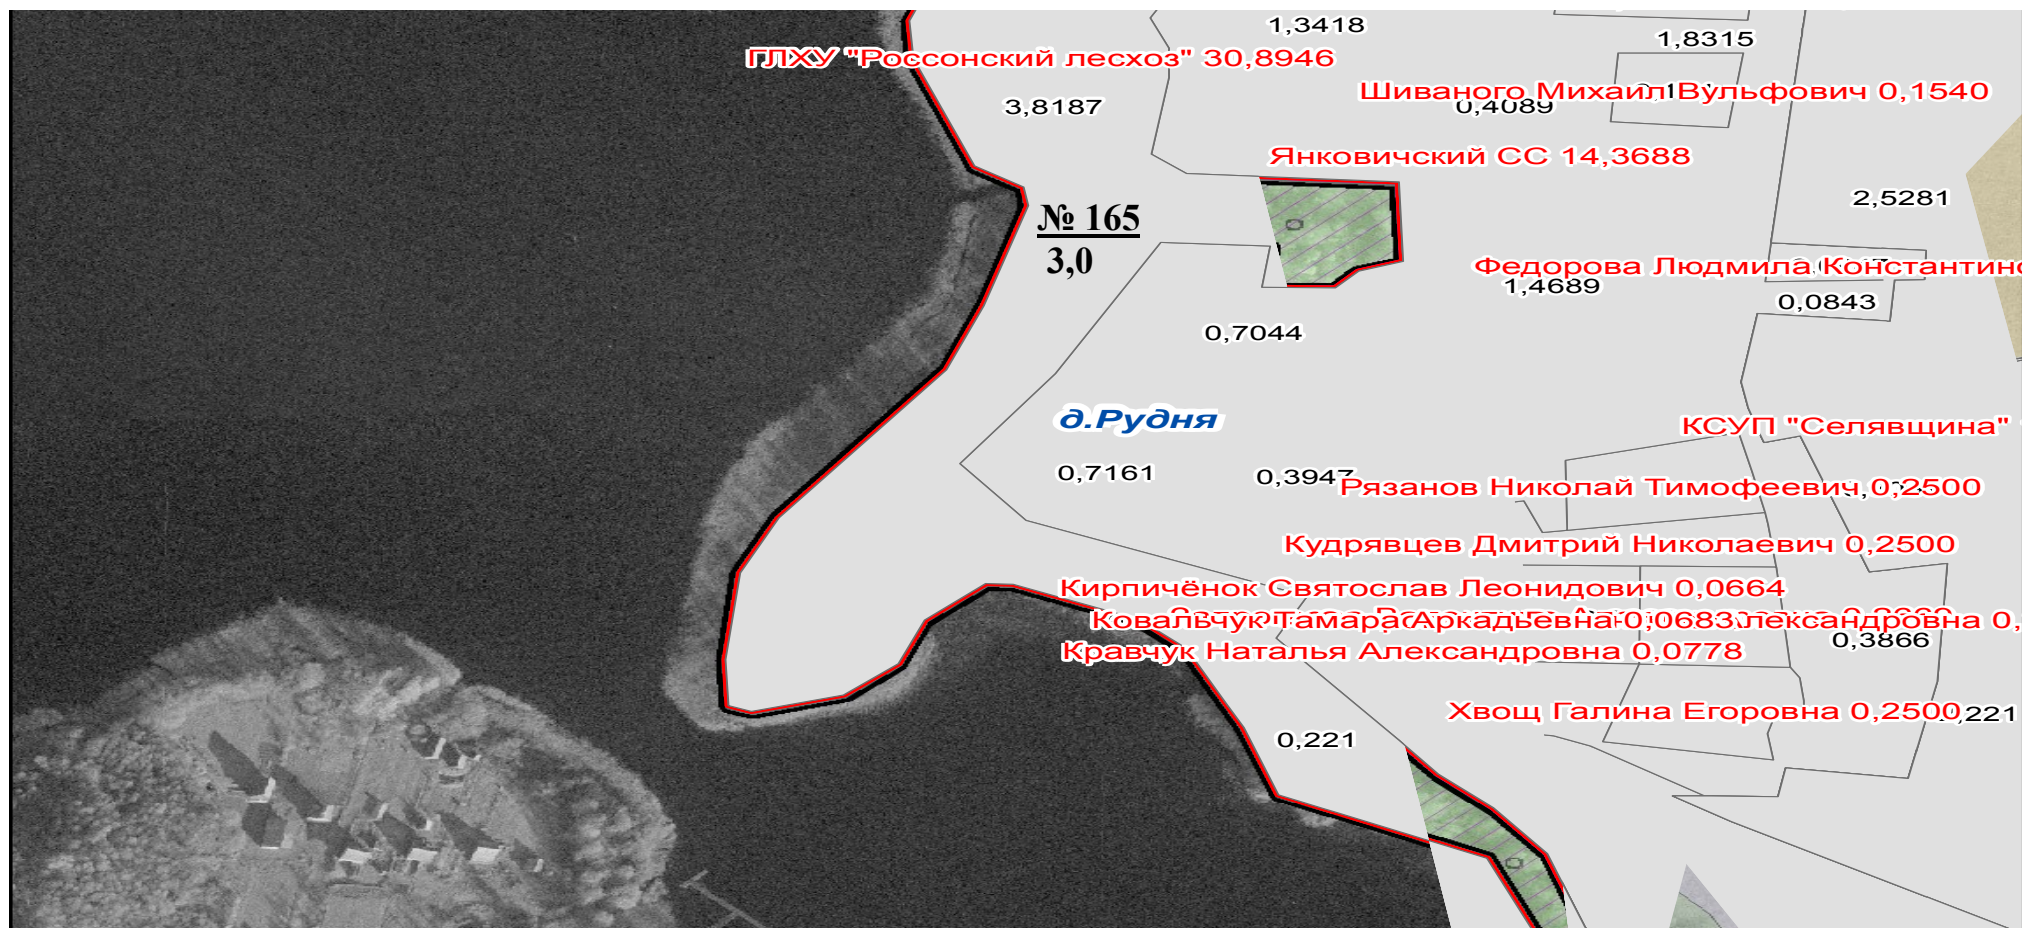 1,3418
1,8315
ГЛХУ "Россонский лесхоз" 30,8946
Шиваного Михаил Вульфович 0,1540
3,8187
0,4089
Янковичский СС 14,3688
2,5281
№ 165
3,0
Федорова Людмила
1,4689
0,0843
0,7044
д.Рудня
КСУП "Селявщина"
0,7161
0,3947
Рязанов Николай Тимофеевич 0,2500
Кудрявцев Дмитрий Николаевич 0,2500
Кирпичёнок Святослав Леонидович 0,0664
Ковальчук Тамара Аркадьевна 0,0683
0,3866
Кравчук Наталья Александровна 0,0778
Хвощ Галина Егоровна 0,2500
0,221